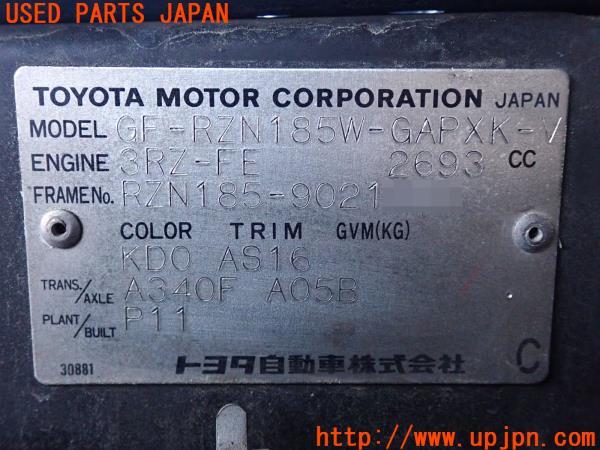 USED PARTS JAPAN
TOYOTA MOTOR CORPORATION JAPAN
MODEL GF-RZN185W-GAPXK-V
ENGINE 3RZ-FE 2693 CC
FRAME No. RZN185-9021
COLOR TRIM GVM(KG)
KD0 AS16
TRANS./AXLE A340F A05B
PLANT/BUILT P11
30881 トヨタ自動車株式会社 C
http://www.upjpn.com